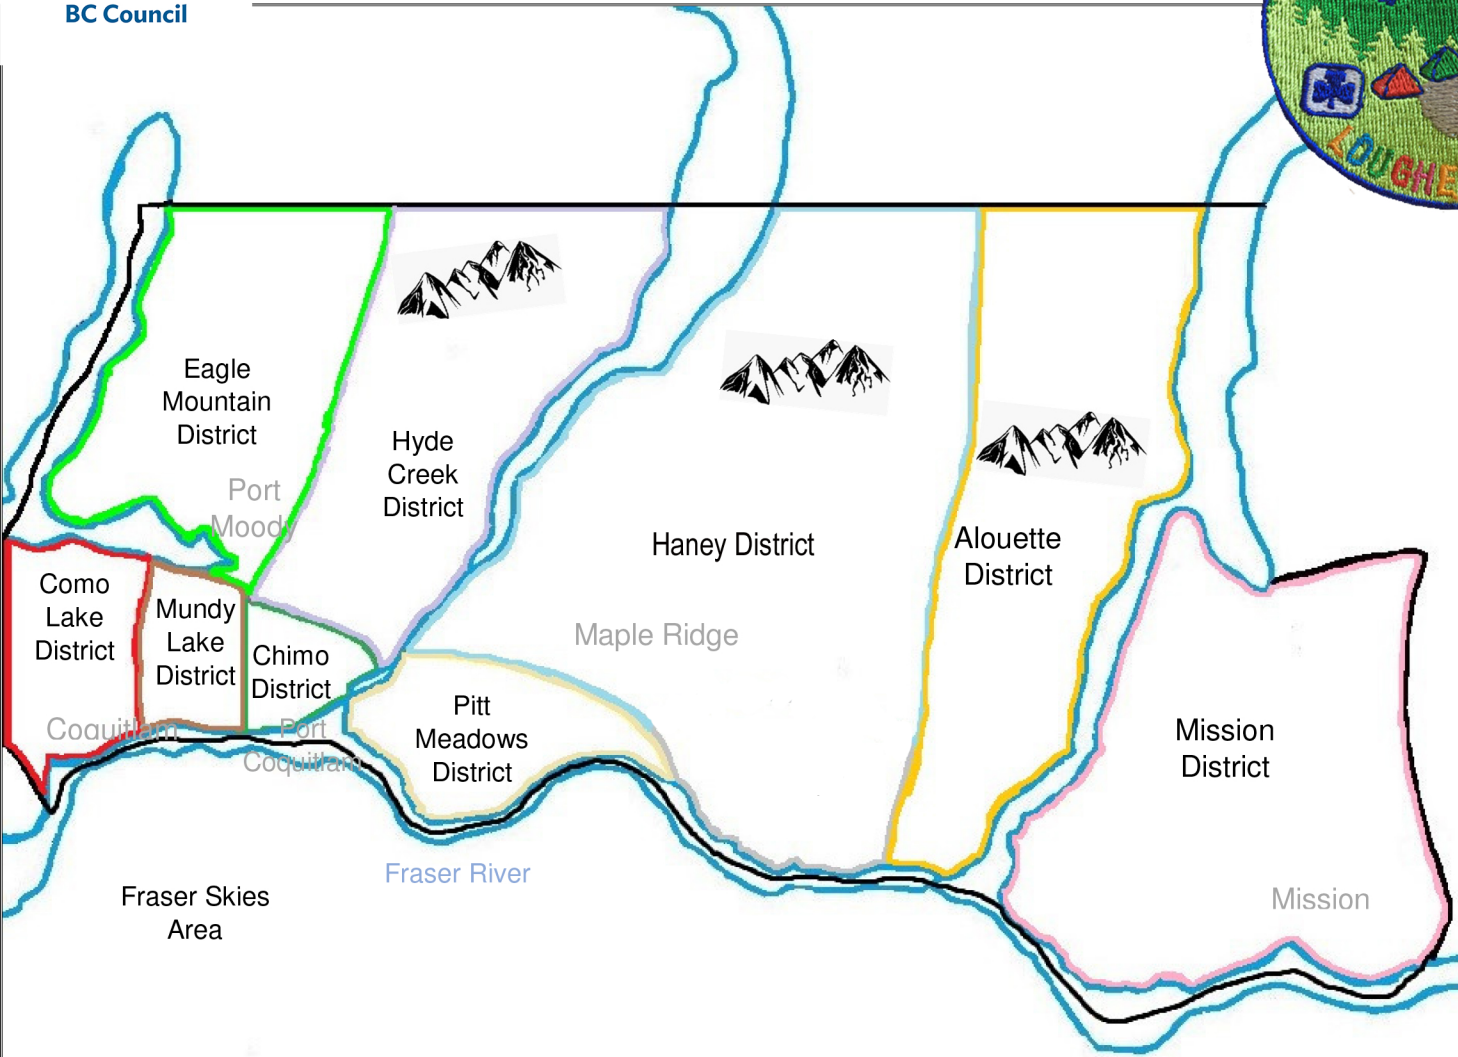 BC Council
LOUGHE
Eagle
Mountain
District
Port
Moody
Hyde
Creek
District
Haney District
Alouette
District
Como
Lake
District
Mundy
Lake
District
Chimo
District
Maple Ridge
Coquitlam
Port
Coquitlam
Pitt
Meadows
District
Mission
District
Fraser River
Fraser Skies
Area
Mission